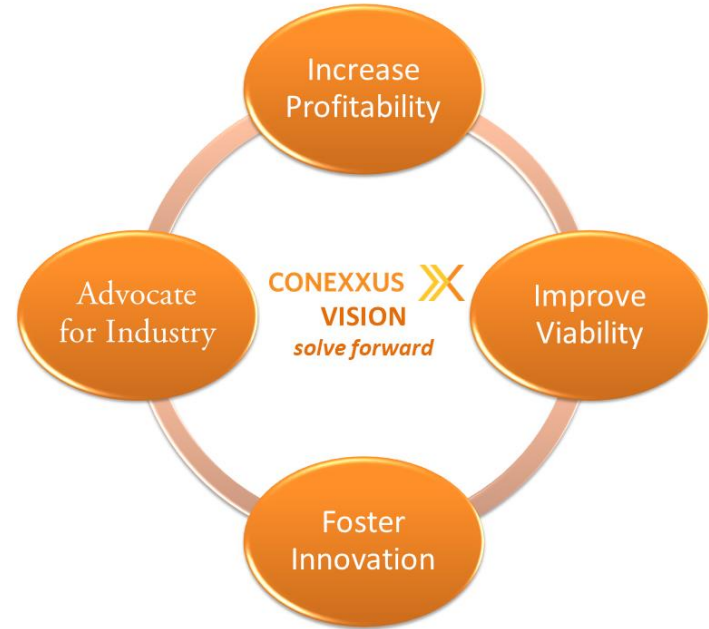 Increase
Profitability
Advocate
for Industry
CONEXXUS
VISION
solve forward
Improve
Viability
Foster
Innovation